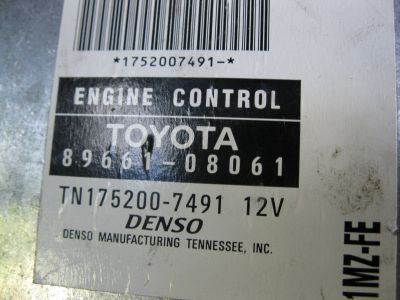 *1752007491-*
ENGINE CONTROL
TOYOTA
89661-08061
TN175200-7491 12V
DENSO
DENSO MANUFACTURING TENNESSEE, INC.
1MZ-FE